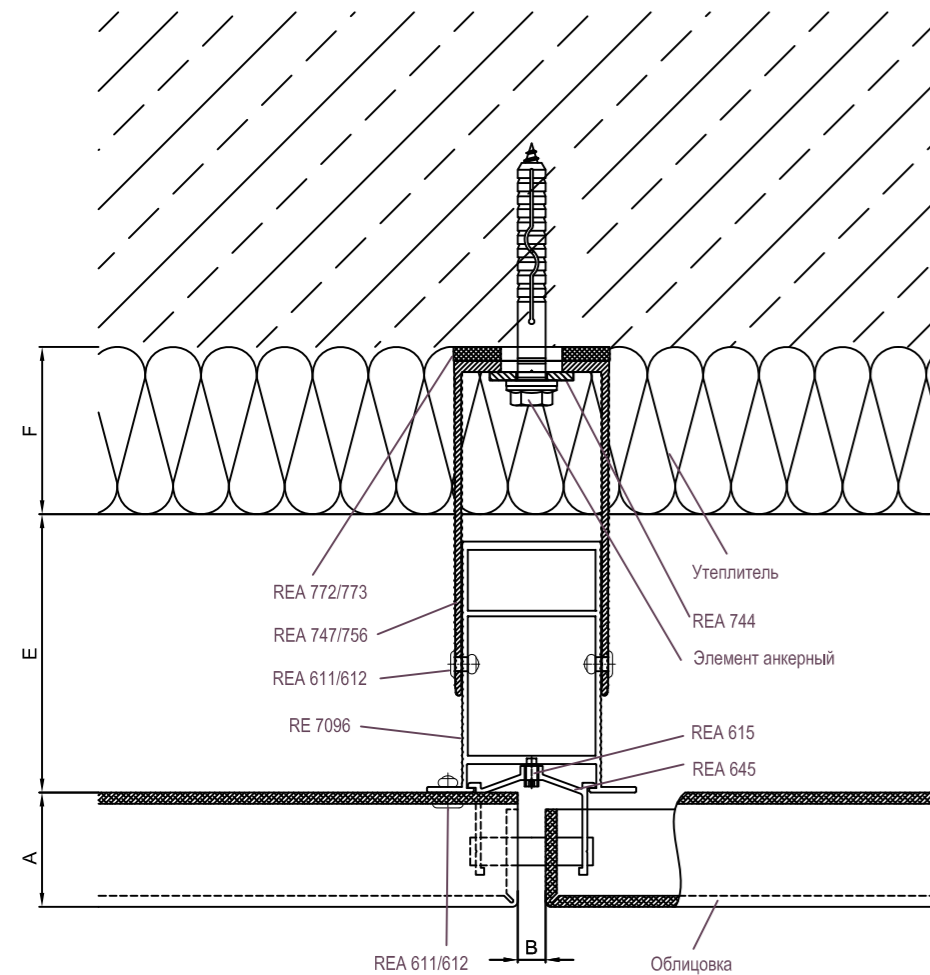 F
Утеплитель
REA 772/773
REA 744
REA 747/756
Элемент анкерный
E
REA 611/612
RE 7096
REA 615
REA 645
A
B
REA 611/612
Облицовка